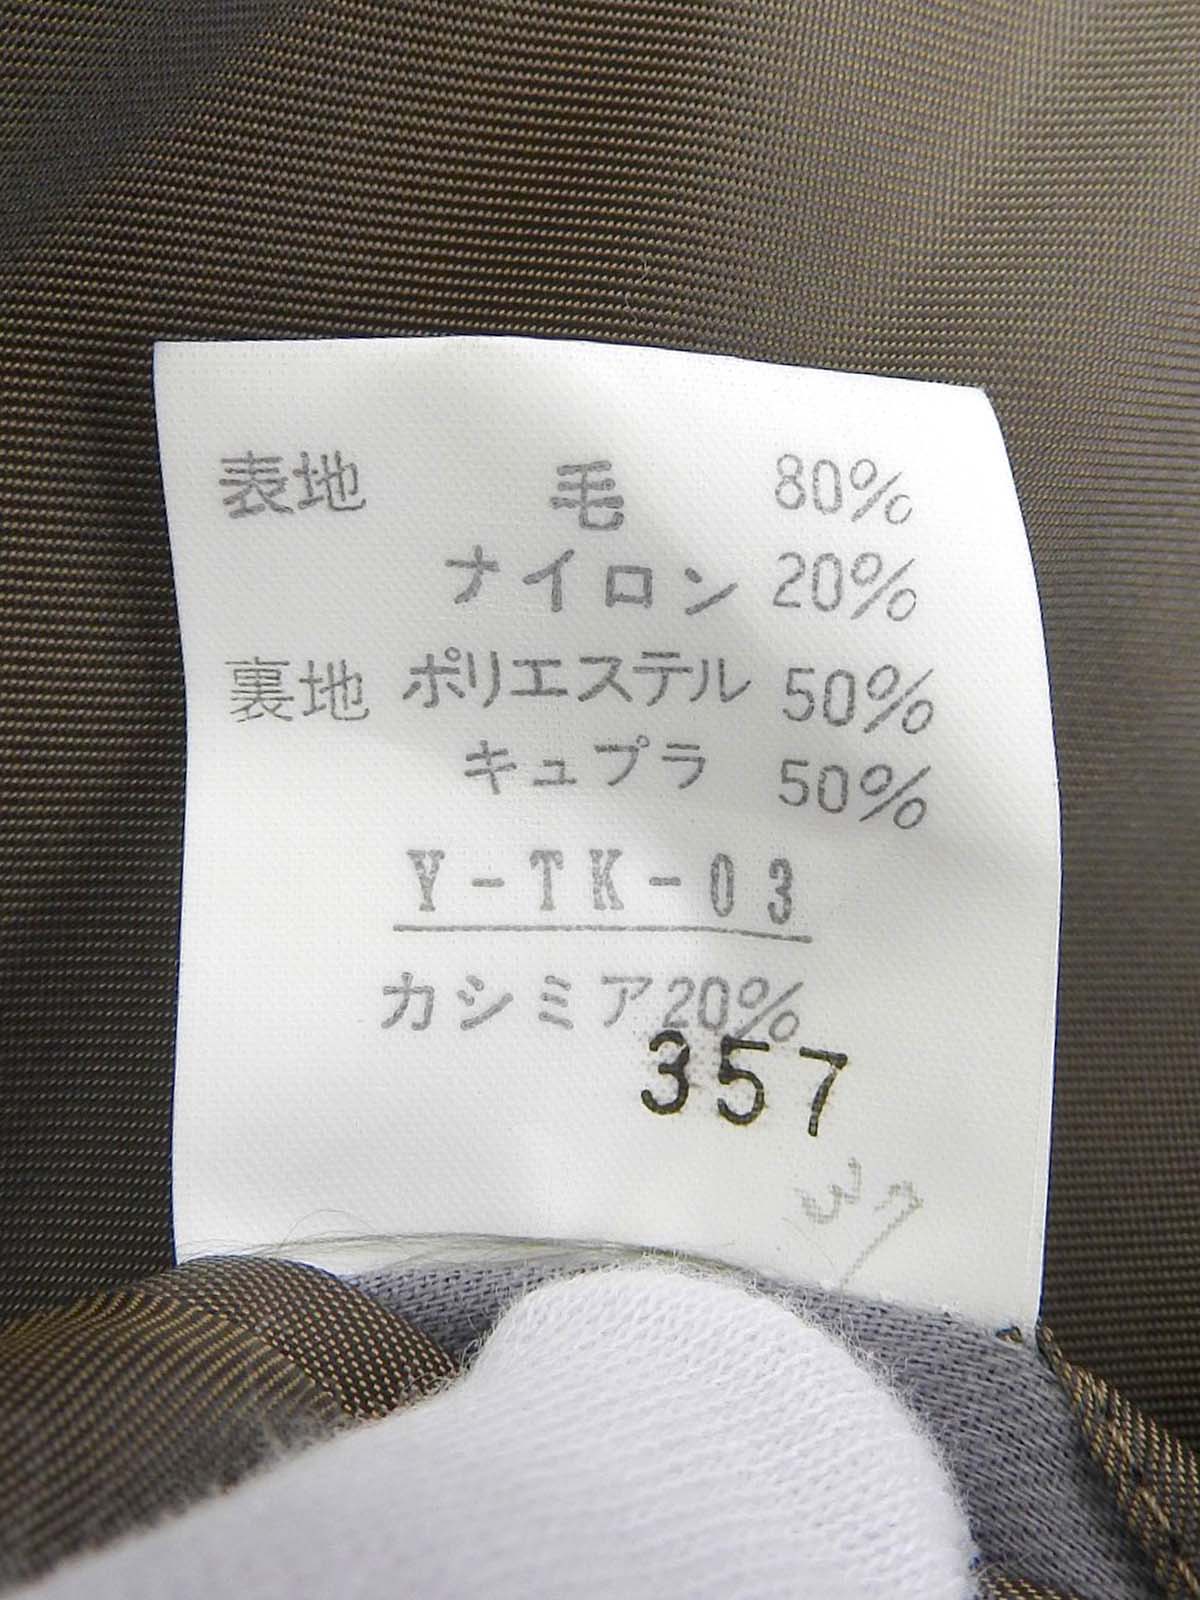 表地 毛 80%
ナイロン 20%
裏地 ポリエステル 50%
キュプラ 50%
Y-TK-03
カシミア20%
357
37